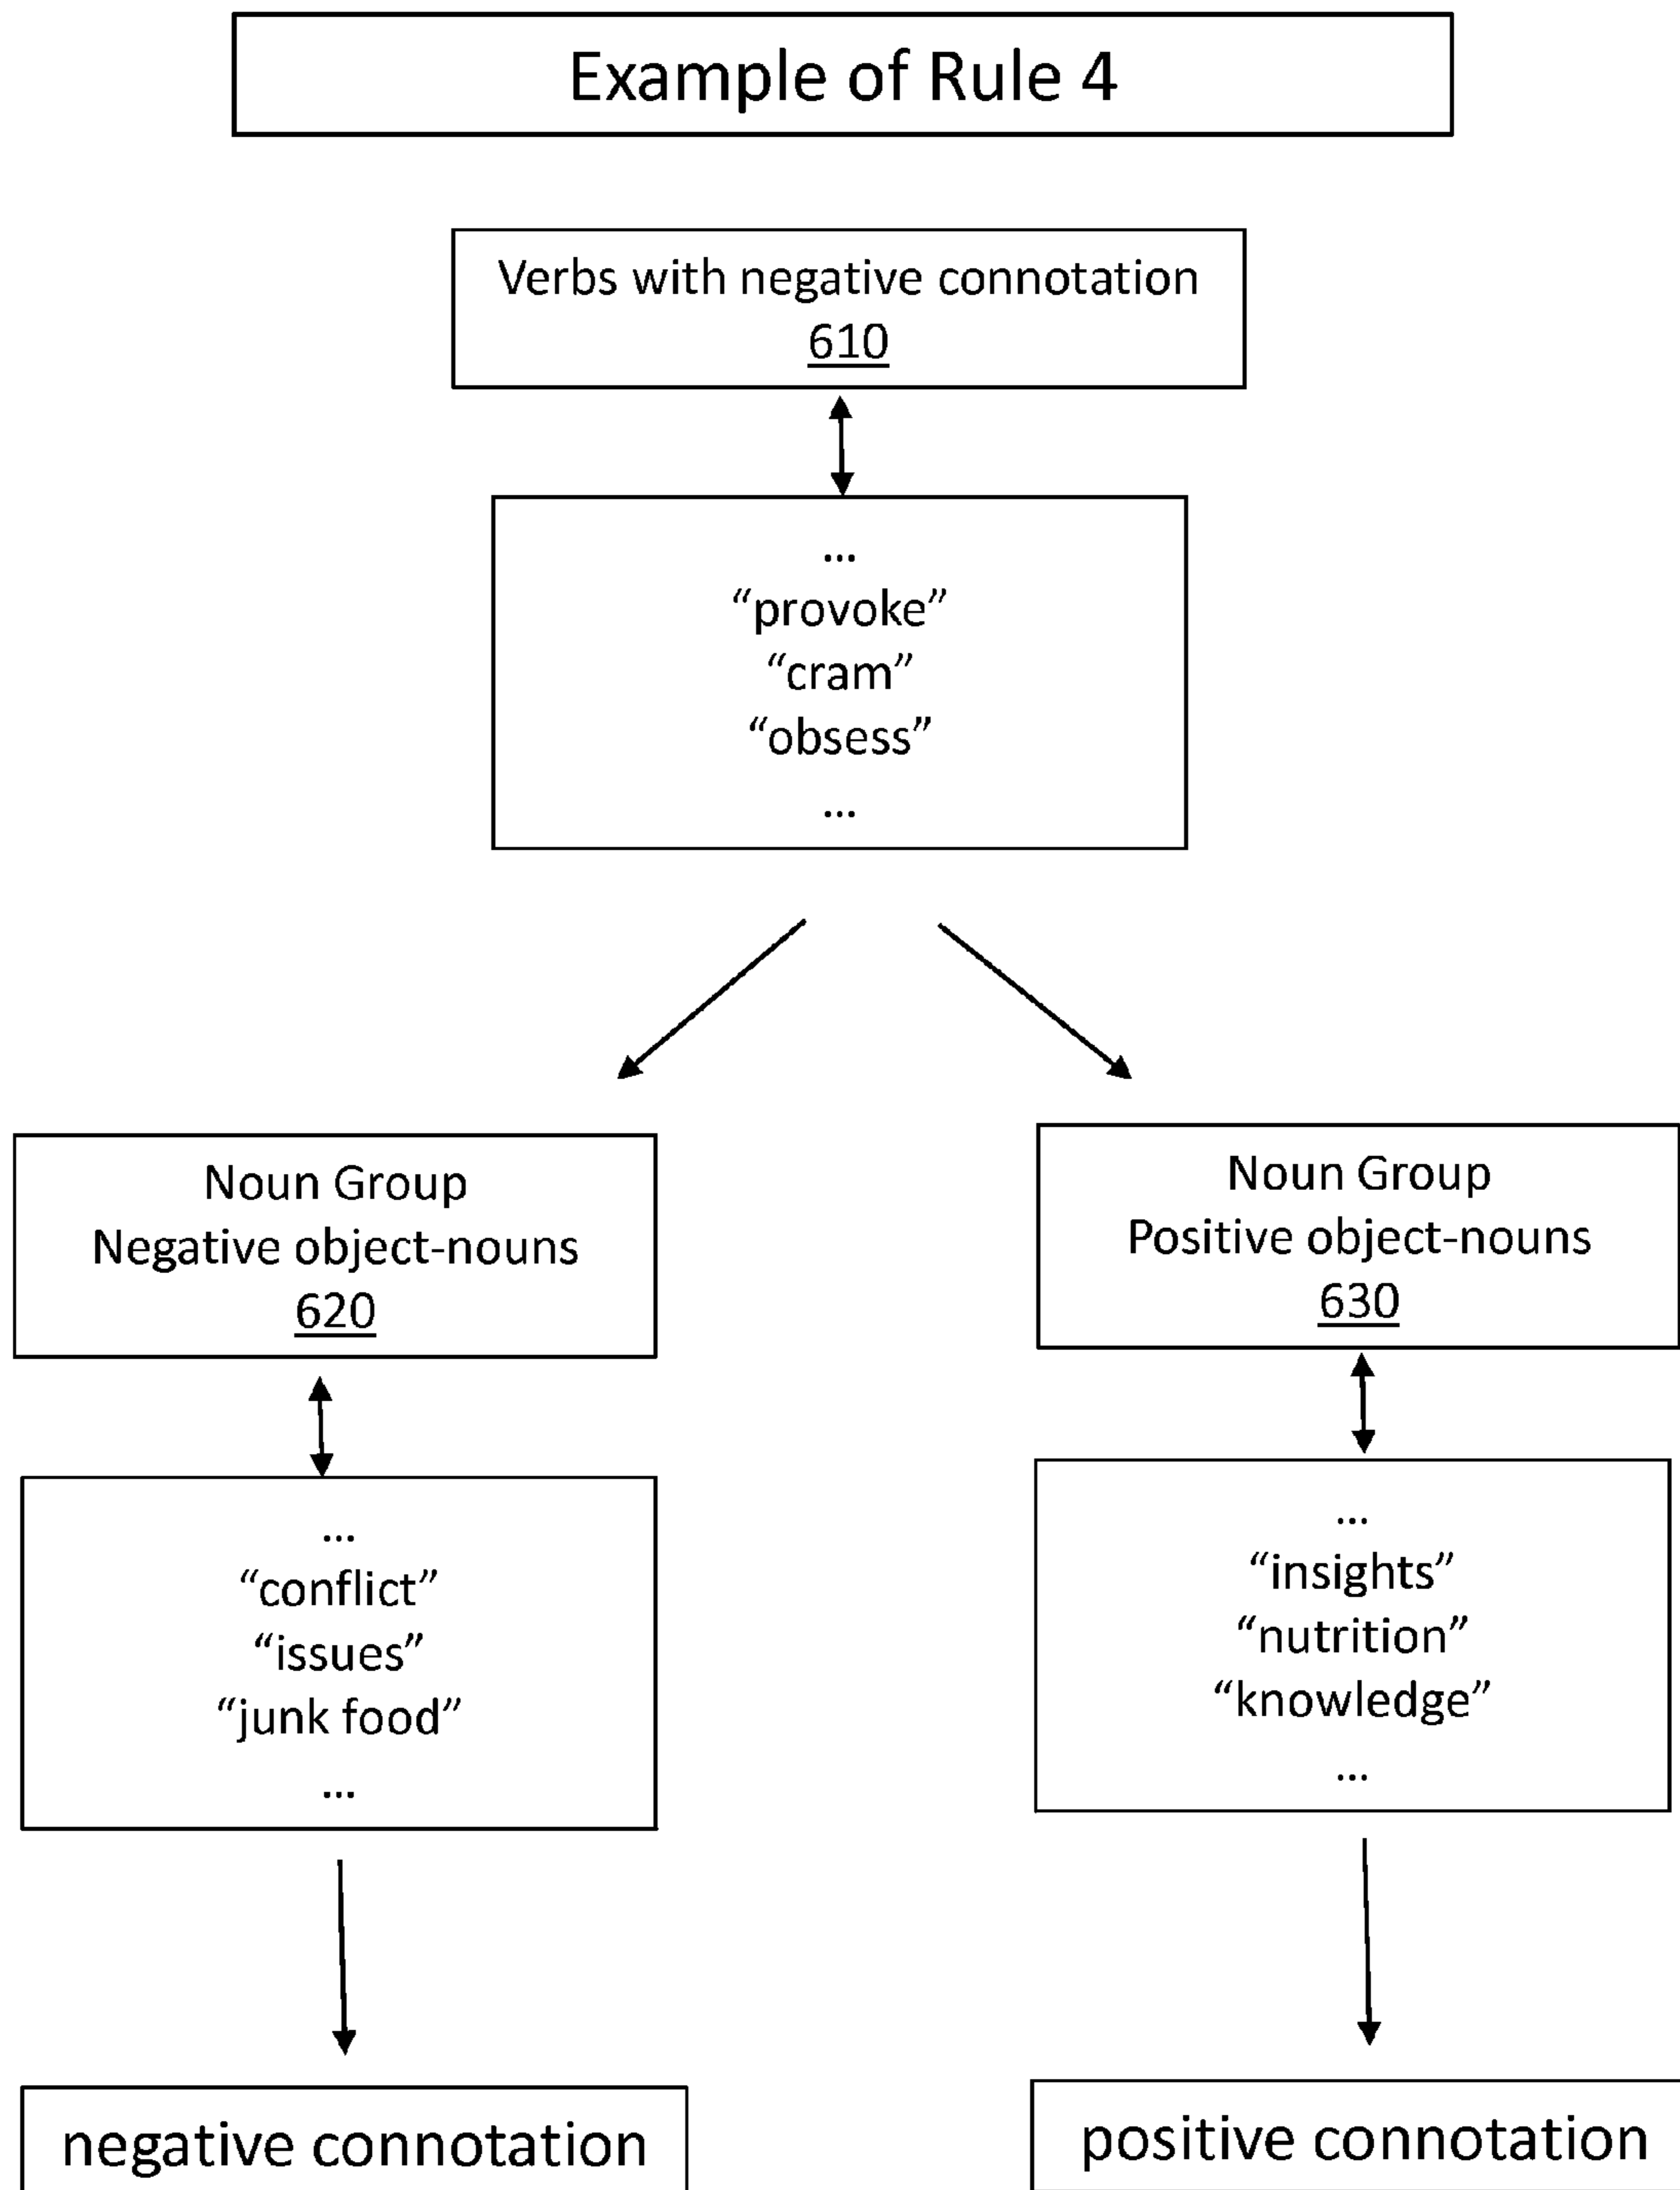 Example of Rule 4
Verbs with negative connotation
610
...
“provoke”
“cram”
“obsess”
...
Noun Group
Negative object-nouns
620
...
“conflict”
“issues”
“junk food”
...
negative connotation
Noun Group
Positive object-nouns
630
...
“insights”
“nutrition”
“knowledge”
...
positive connotation